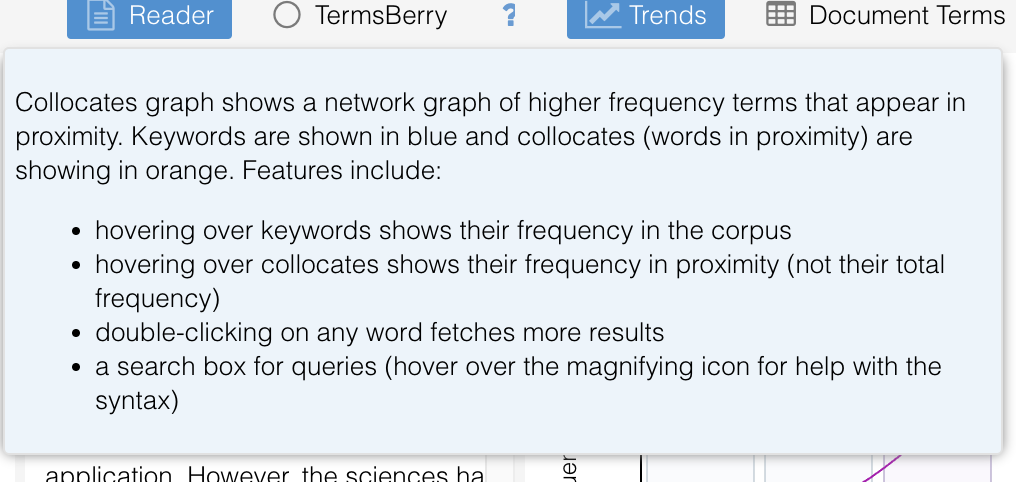 Reader TermsBerry ? Trends Document Terms
Collocates graph shows a network graph of higher frequency terms that appear in
proximity. Keywords are shown in blue and collocates (words in proximity) are
showing in orange. Features include:
• hovering over keywords shows their frequency in the corpus
• hovering over collocates shows their frequency in proximity (not their total
frequency)
• double-clicking on any word fetches more results
• a search box for queries (hover over the magnifying icon for help with the
syntax)
application. However, the sciences ha